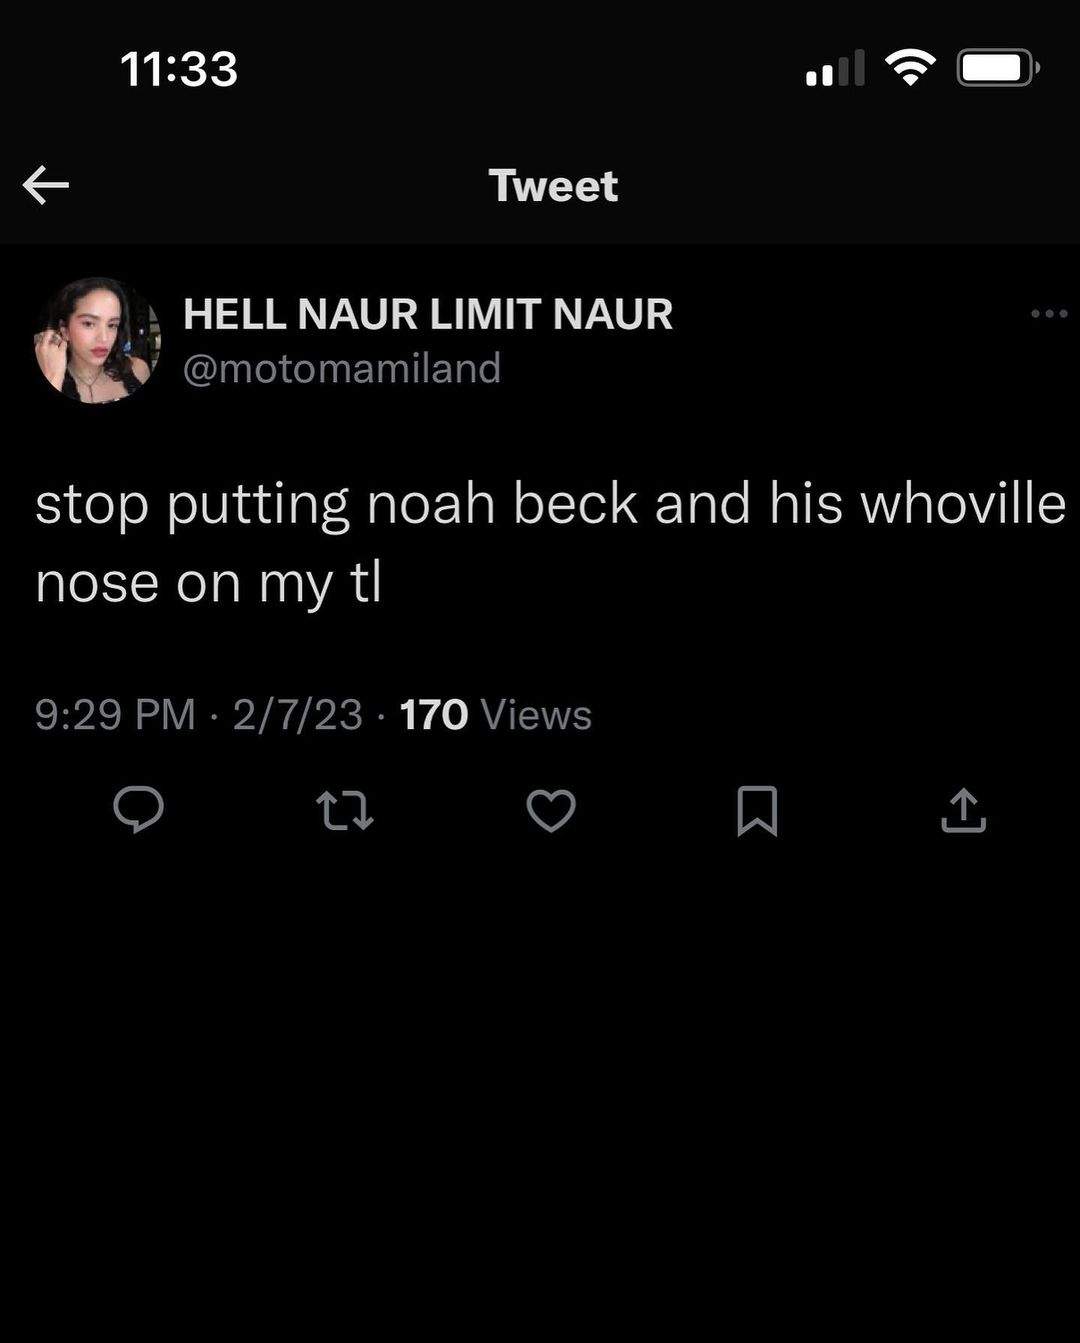 11:33
Tweet
HELL NAUR LIMIT NAUR
@motomamiland
stop putting noah beck and his whoville
nose on my tl
9:29 PM · 2/7/23 · 170 Views